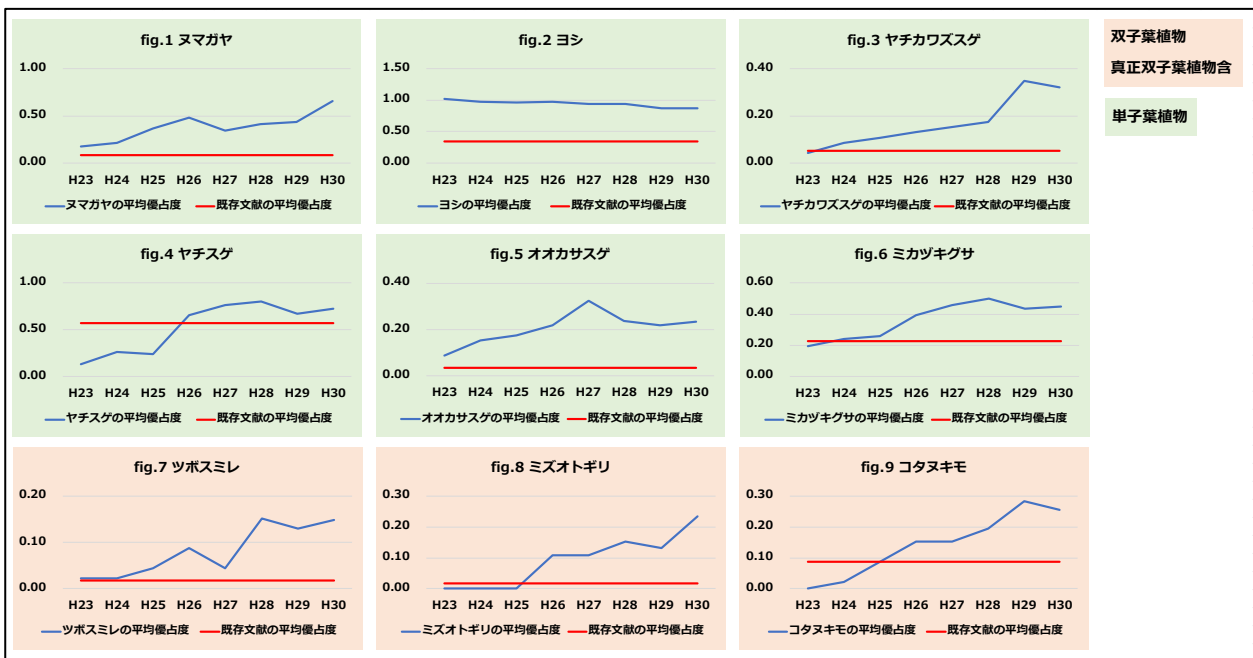 fig.1 ヌマガヤ
1.00
0.50
0.00
H23 H24 H25 H26 H27 H28 H29 H30
ヌマガヤの平均優占度 既存文献の平均優占度
fig.2 ヨシ
1.50
1.00
0.50
0.00
H23 H24 H25 H26 H27 H28 H29 H30
ヨシの平均優占度 既存文献の平均優占度
fig.3 ヤチカワズスゲ
0.40
0.20
0.00
H23 H24 H25 H26 H27 H28 H29 H30
ヤチカワズスゲの平均優占度 既存文献の平均優占度
双子葉植物
真正双子葉植物含
単子葉植物
fig.4 ヤチスゲ
1.00
0.50
0.00
H23 H24 H25 H26 H27 H28 H29 H30
ヤチスゲの平均優占度 既存文献の平均優占度
fig.5 オオカサスゲ
0.40
0.20
0.00
H23 H24 H25 H26 H27 H28 H29 H30
オオカサスゲの平均優占度 既存文献の平均優占度
fig.6 ミカヅキグサ
0.60
0.40
0.20
0.00
H23 H24 H25 H26 H27 H28 H29 H30
ミカヅキグサの平均優占度 既存文献の平均優占度
fig.7 ツボスミレ
0.20
0.10
0.00
H23 H24 H25 H26 H27 H28 H29 H30
ツボスミレの平均優占度 既存文献の平均優占度
fig.8 ミズオトギリ
0.30
0.20
0.10
0.00
H23 H24 H25 H26 H27 H28 H29 H30
ミズオトギリの平均優占度 既存文献の平均優占度
fig.9 コタヌキモ
0.30
0.20
0.10
0.00
H23 H24 H25 H26 H27 H28 H29 H30
コタヌキモの平均優占度 既存文献の平均優占度